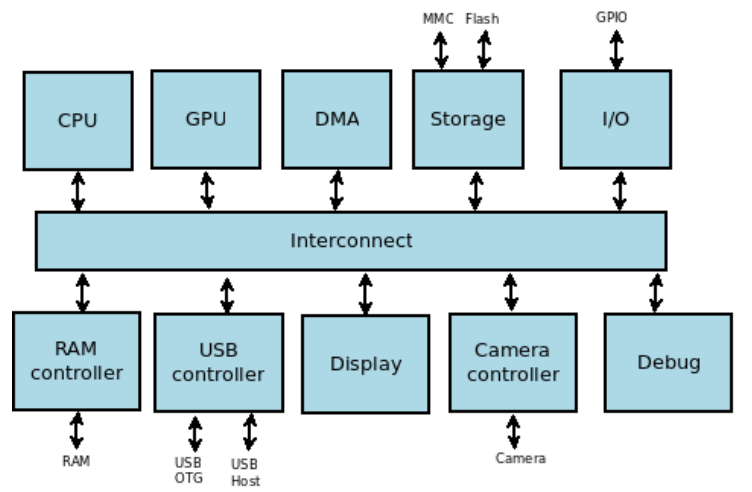 MMC Flash
GPIO
CPU
GPU
DMA
Storage
I/O
Interconnect
RAM
controller
USB
controller
Display
Camera
controller
Debug
RAM
USB
OTG
USB
Host
Camera